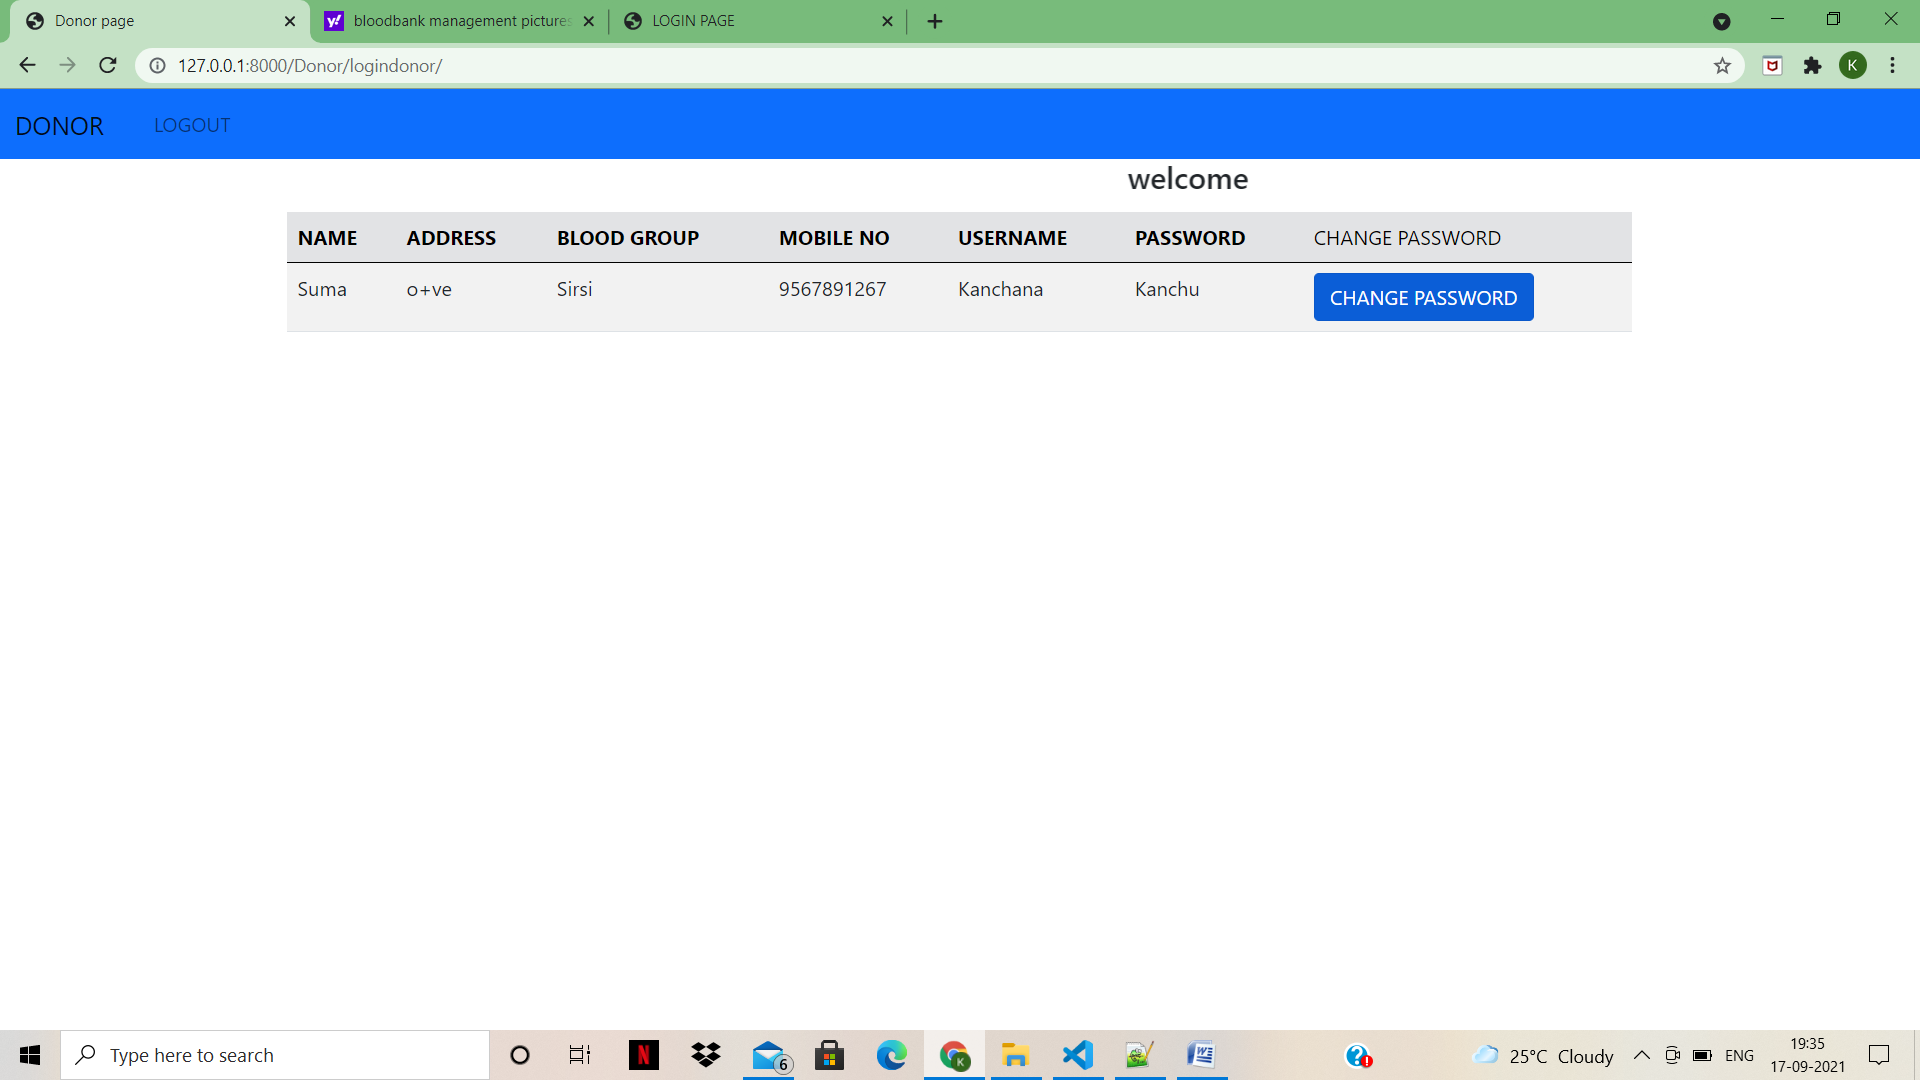 Donor page
bloodbank management pictures
LOGIN PAGE
127.0.0.1:8000/Donor/logindonor/
K
DONOR LOGOUT
welcome
NAME ADDRESS BLOOD GROUP MOBILE NO USERNAME PASSWORD CHANGE PASSWORD
Suma o+ve Sirsi 9567891267 Kanchana Kanchu CHANGE PASSWORD
Type here to search
6
K
25°C Cloudy
ENG
19:35
17-09-2021